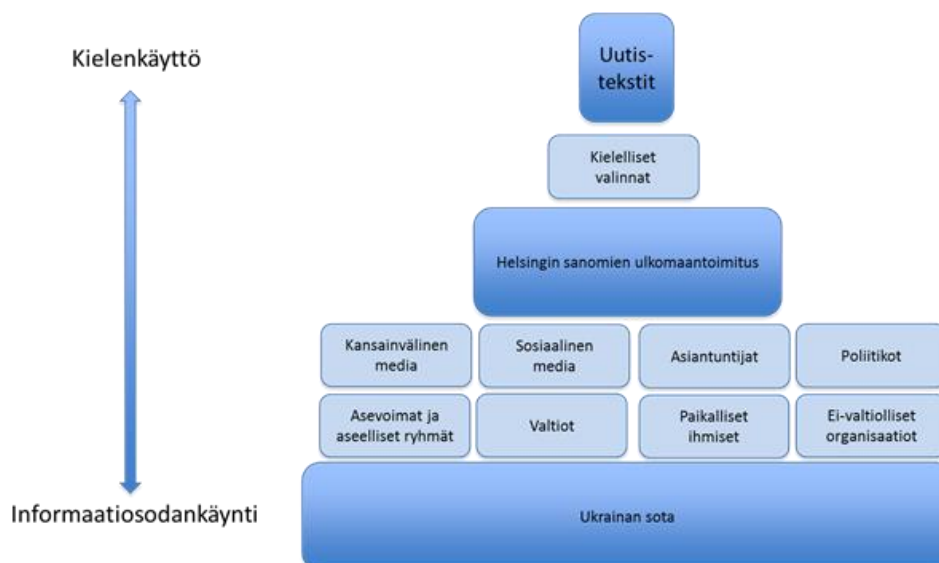 Kielenkäyttö
Uutis-
tekstit
Kielelliset
valinnat
Helsingin sanomien ulkomaantoimitus
Kansainvälinen
media
Sosiaalinen
media
Asiantuntijat
Poliitikot
Asevoimat ja
aseelliset ryhmät
Valtiot
Paikalliset
ihmiset
Ei-valtiolliset
organisaatiot
Informaatiosodankäynti
Ukrainan sota